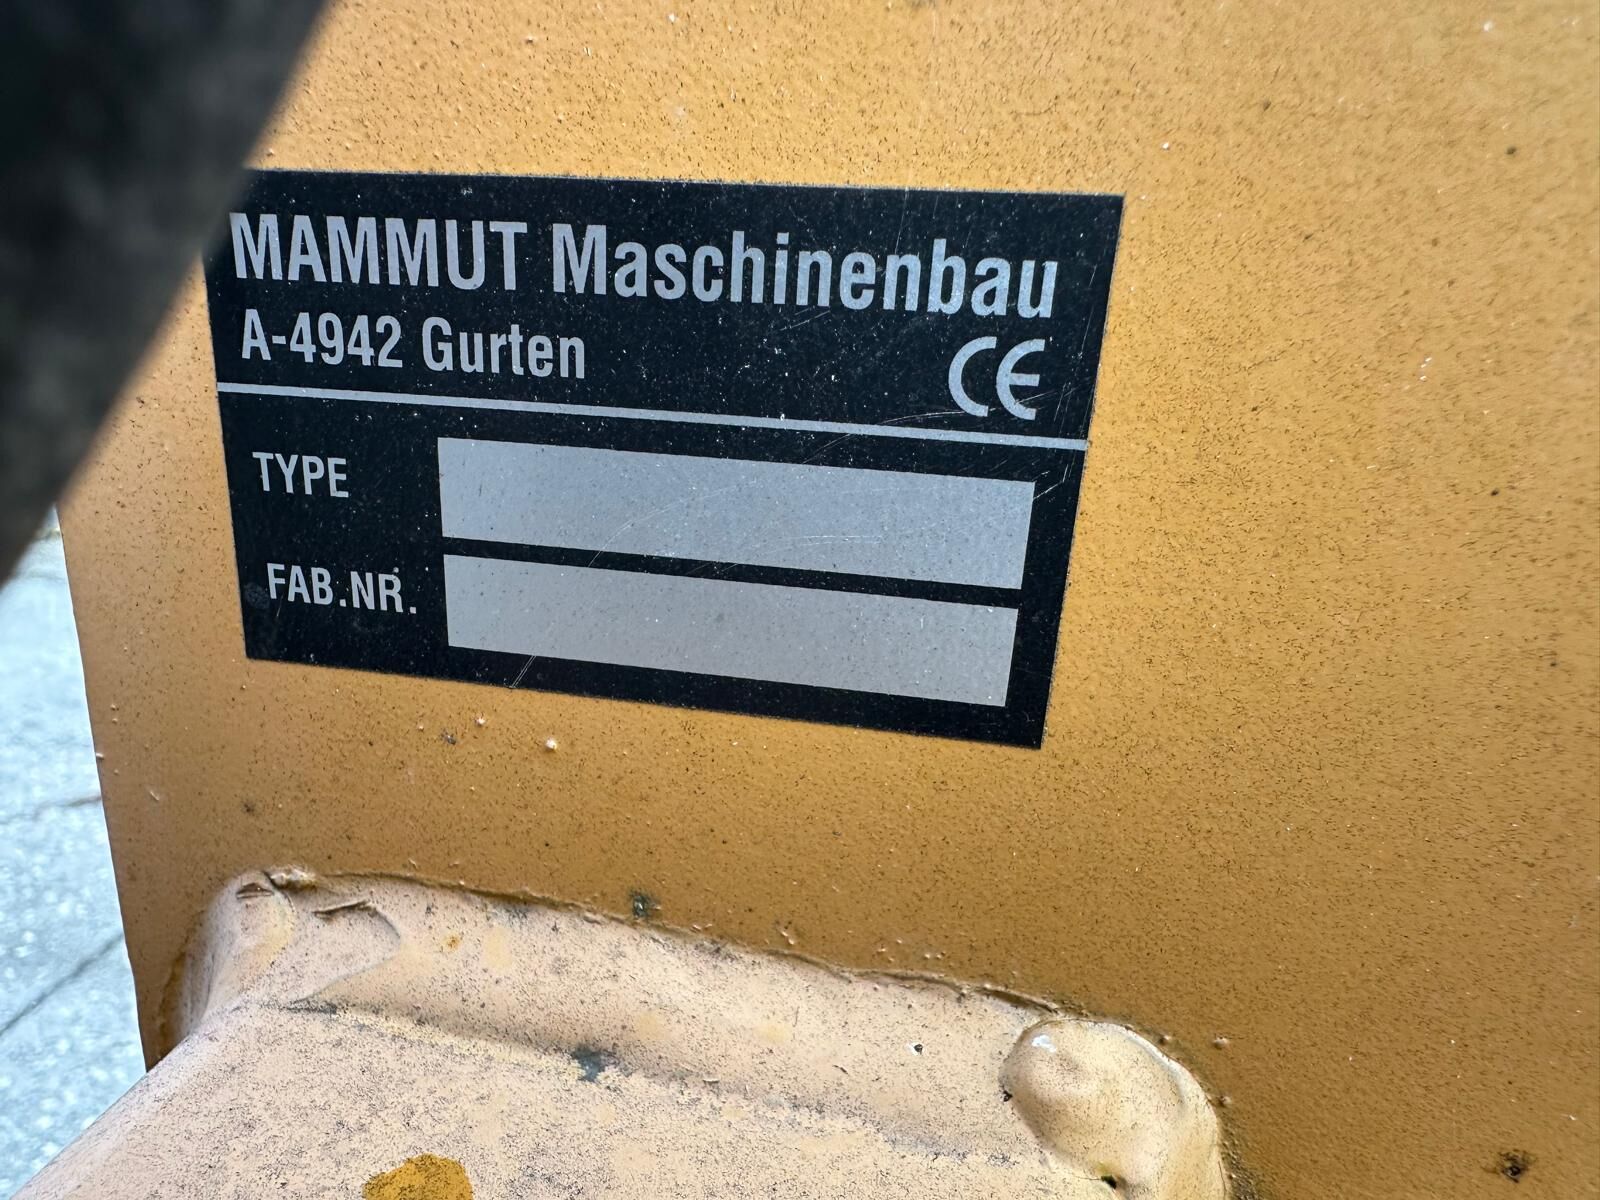 MAMMUT Maschinenbau
A-4942 Gurten
CE
TYPE
FAB.NR.